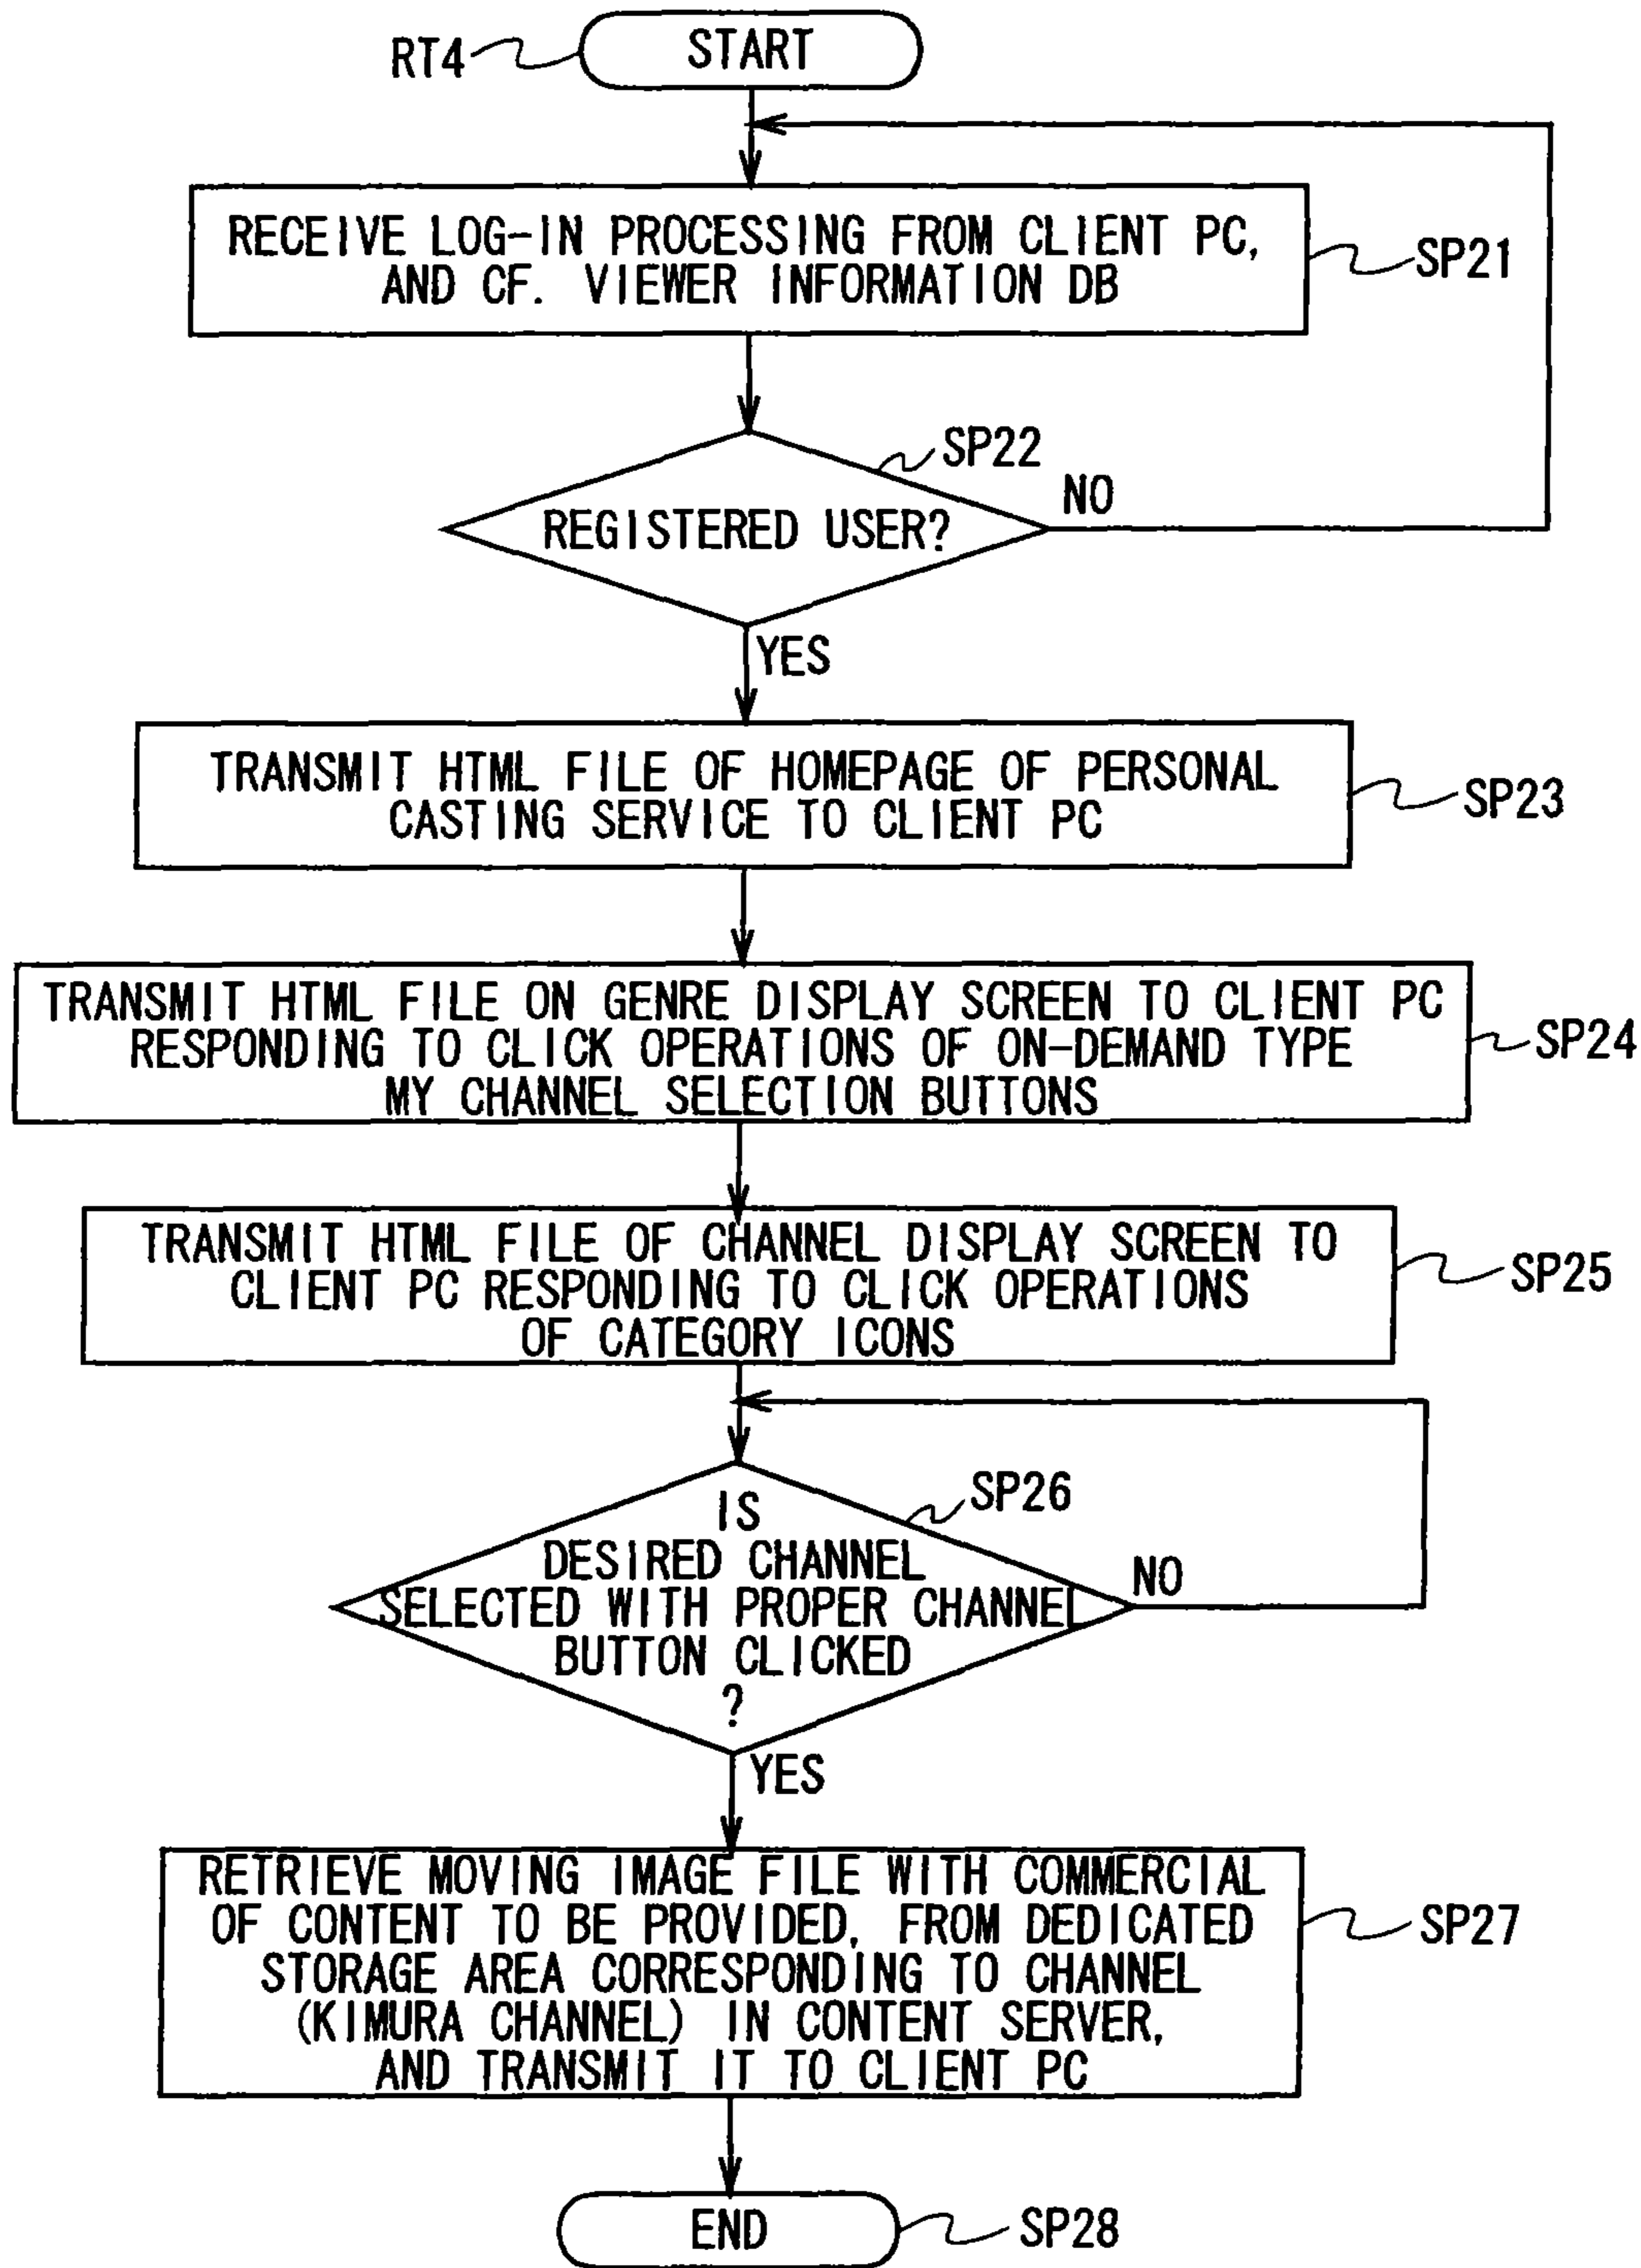 RT4
START
RECEIVE LOG-IN PROCESSING FROM CLIENT PC,
AND CF. VIEWER INFORMATION DB
SP21
SP22
REGISTERED USER?
NO
YES
TRANSMIT HTML FILE OF HOMEPAGE OF PERSONAL
CASTING SERVICE TO CLIENT PC
SP23
TRANSMIT HTML FILE ON GENRE DISPLAY SCREEN TO CLIENT PC
RESPONDING TO CLICK OPERATIONS OF ON-DEMAND TYPE
MY CHANNEL SELECTION BUTTONS
SP24
TRANSMIT HTML FILE OF CHANNEL DISPLAY SCREEN TO
CLIENT PC RESPONDING TO CLICK OPERATIONS
OF CATEGORY ICONS
SP25
SP26
IS
DESIRED CHANNEL
SELECTED WITH PROPER CHANNEL
BUTTON CLICKED
?
NO
YES
RETRIEVE MOVING IMAGE FILE WITH COMMERCIAL
OF CONTENT TO BE PROVIDED, FROM DEDICATED
STORAGE AREA CORRESPONDING TO CHANNEL
(KIMURA CHANNEL) IN CONTENT SERVER,
AND TRANSMIT IT TO CLIENT PC
SP27
END
SP28